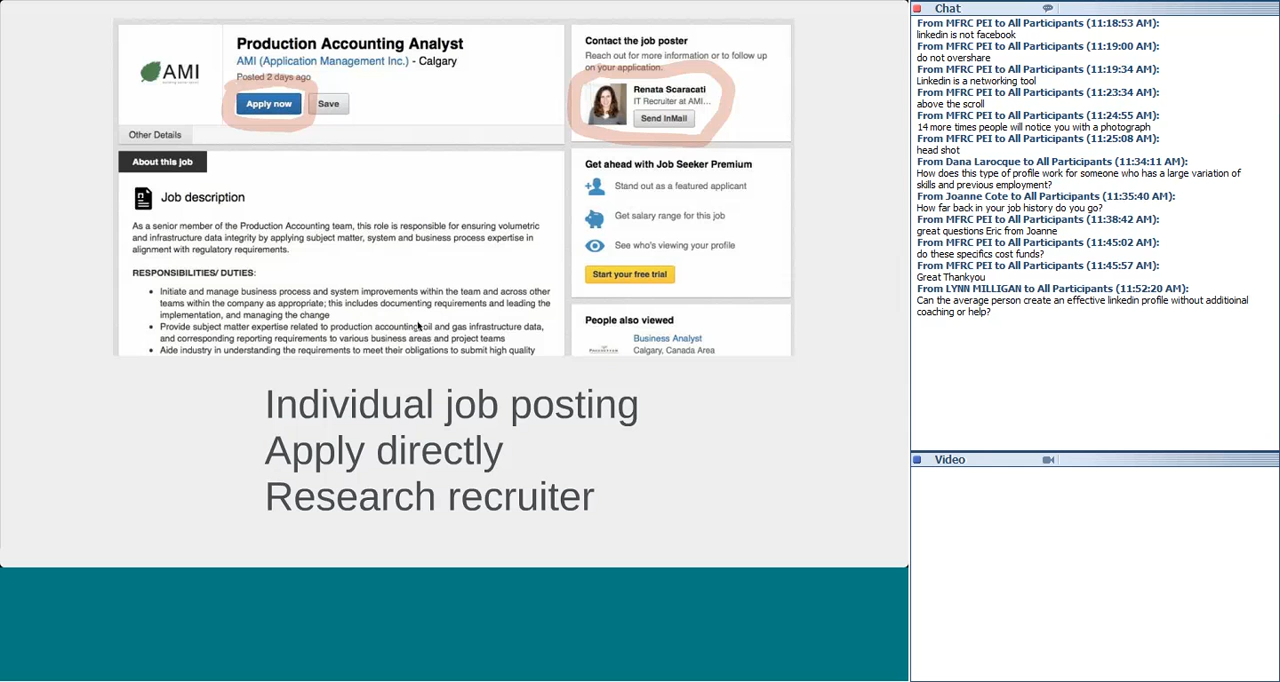 AMI
Production Accounting Analyst
AMI (Application Management Inc.) - Calgary
Posted 2 days ago
Apply now
Save
Other Details
About this job
Job description
As a senior member of the Production Accounting team, this role is responsible for ensuring volumetric
and infrastructure data integrity by applying subject matter, system and business process expertise in
alignment with regulatory requirements.
RESPONSIBILITIES/ DUTIES:
• Initiate and manage business process and system improvements within the team and across other
teams within the company as appropriate; this includes documenting requirements and leading the
implementation, and managing the change
• Provide subject matter expertise related to production accounting oil and gas infrastructure data,
and corresponding reporting requirements to various business areas and project teams
• Aide industry in understanding the requirements to meet their obligations to submit high quality
Contact the job poster
Reach out for more information or to follow up
on your application.
Renata Scaracati
IT Recruiter at AMI...
Send InMail
Get ahead with Job Seeker Premium
Stand out as a featured applicant
Get salary range for this job
See who's viewing your profile
Start your free trial
People also viewed
Business Analyst
Calgary, Canada Area
Individual job posting
Apply directly
Research recruiter
Chat
From MFRC PEI to All Participants (11:18:53 AM):
linkedin is not facebook
From MFRC PEI to All Participants (11:19:00 AM):
do not overshare
From MFRC PEI to All Participants (11:19:34 AM):
Linkedin is a networking tool
From MFRC PEI to All Participants (11:23:34 AM):
above the scroll
From MFRC PEI to All Participants (11:24:55 AM):
14 more times people will notice you with a photograph
From MFRC PEI to All Participants (11:25:08 AM):
head shot
From Dana Larocque to All Participants (11:34:11 AM):
How does this type of profile work for someone who has a large variation of
skills and previous employment?
From Joanne Cote to All Participants (11:35:40 AM):
How far back in your job history do you go?
From MFRC PEI to All Participants (11:38:42 AM):
great questions Eric from Joanne
From MFRC PEI to All Participants (11:45:02 AM):
do these specifics cost funds?
From MFRC PEI to All Participants (11:45:57 AM):
Great Thankyou
From LYNN MILLIGAN to All Participants (11:52:20 AM):
Can the average person create an effective linkedin profile without additioinal
coaching or help?
Video